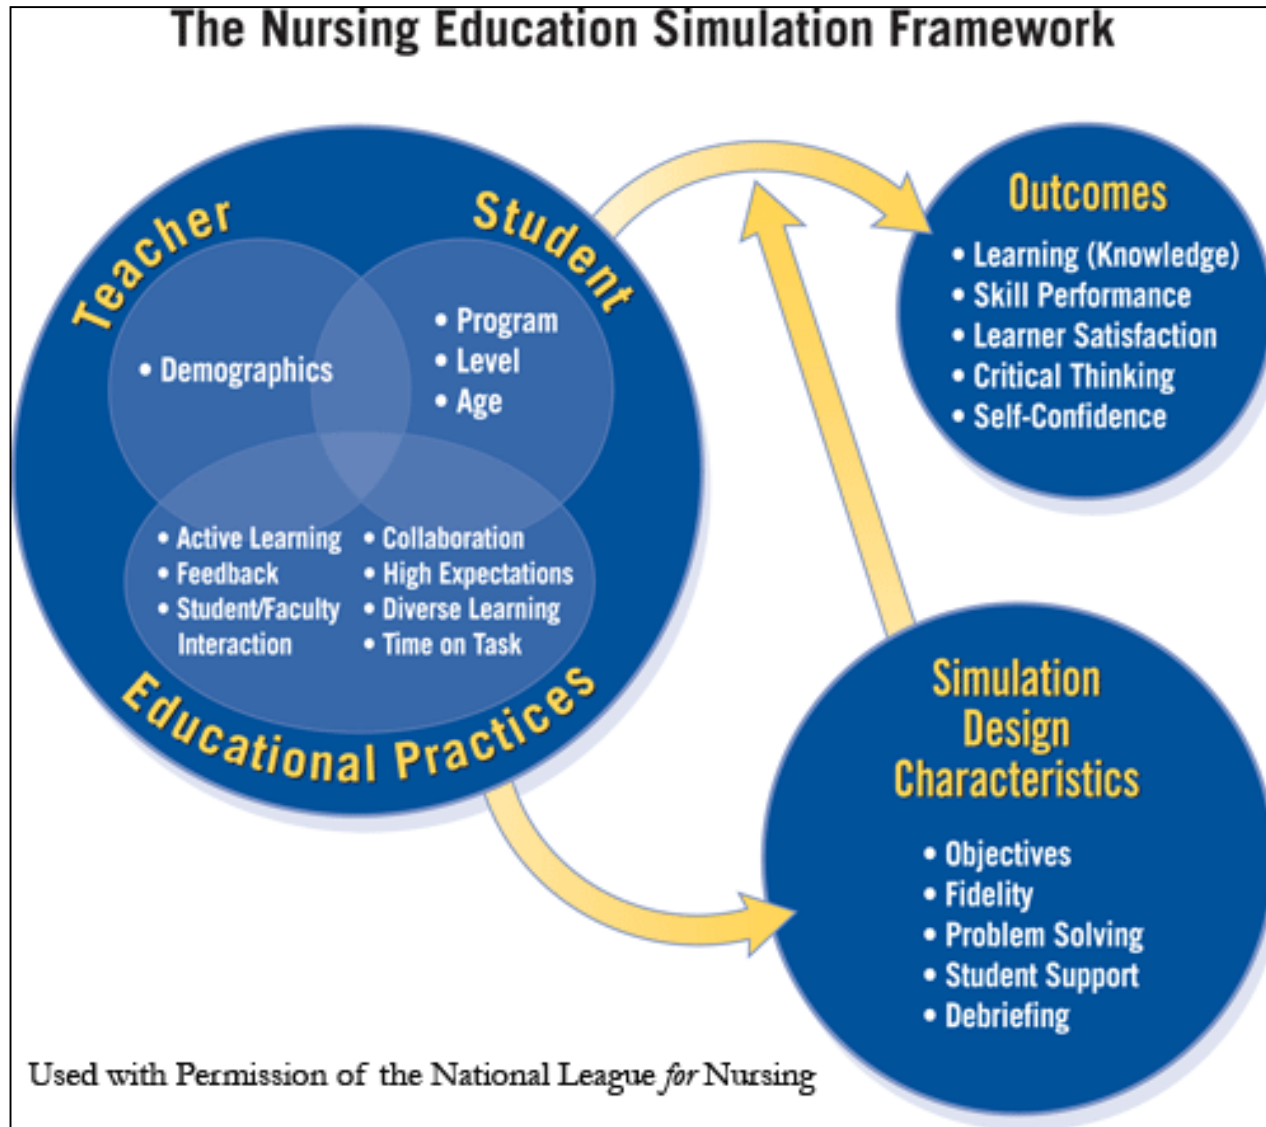 The Nursing Education Simulation Framework
Teacher
• Demographics
Student
• Program
• Level
• Age
• Active Learning
• Feedback
• Student/Faculty
Interaction
• Collaboration
• High Expectations
• Diverse Learning
• Time on Task
Educational Practices
Outcomes
• Learning (Knowledge)
• Skill Performance
• Learner Satisfaction
• Critical Thinking
• Self-Confidence
Simulation
Design
Characteristics
• Objectives
• Fidelity
• Problem Solving
• Student Support
• Debriefing
Used with Permission of the National League for Nursing